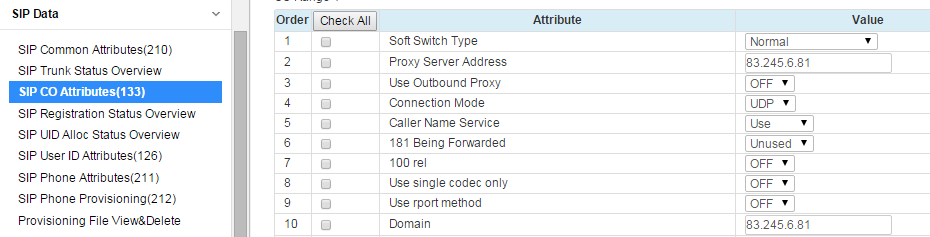 SIP Data
SIP Common Attributes(210)
SIP Trunk Status Overview
SIP CO Attributes(133)
SIP Registration Status Overview
SIP UID Alloc Status Overview
SIP User ID Attributes(126)
SIP Phone Attributes(211)
SIP Phone Provisioning(212)
Provisioning File View&Delete
Order Check All Attribute Value
1 Soft Switch Type Normal
2 Proxy Server Address 83.245.6.81
3 Use Outbound Proxy OFF
4 Connection Mode UDP
5 Caller Name Service Use
6 181 Being Forwarded Unused
7 100 rel OFF
8 Use single codec only OFF
9 Use rport method OFF
10 Domain 83.245.6.81